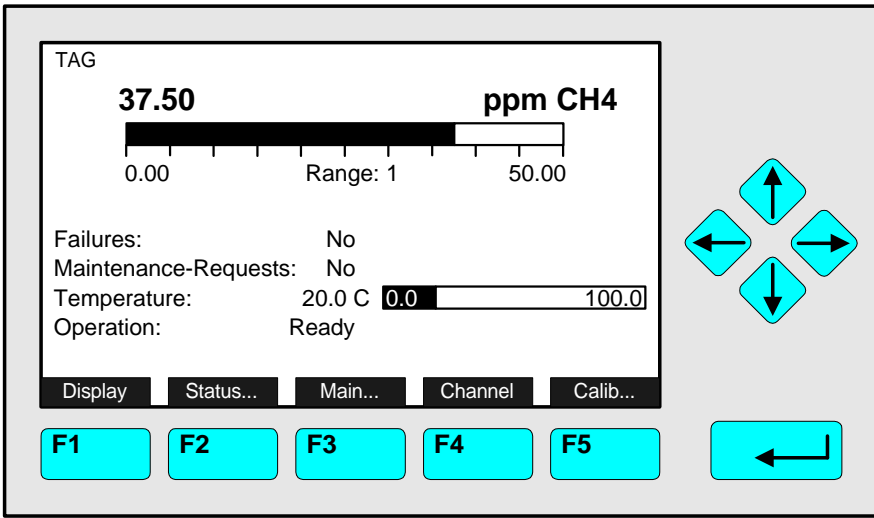 TAG
37.50 ppm CH4
0.00 Range: 1 50.00
Failures: No
Maintenance-Requests: No
Temperature: 20.0 C 0.0 100.0
Operation: Ready
Display Status... Main... Channel Calib...
F1 F2 F3 F4 F5